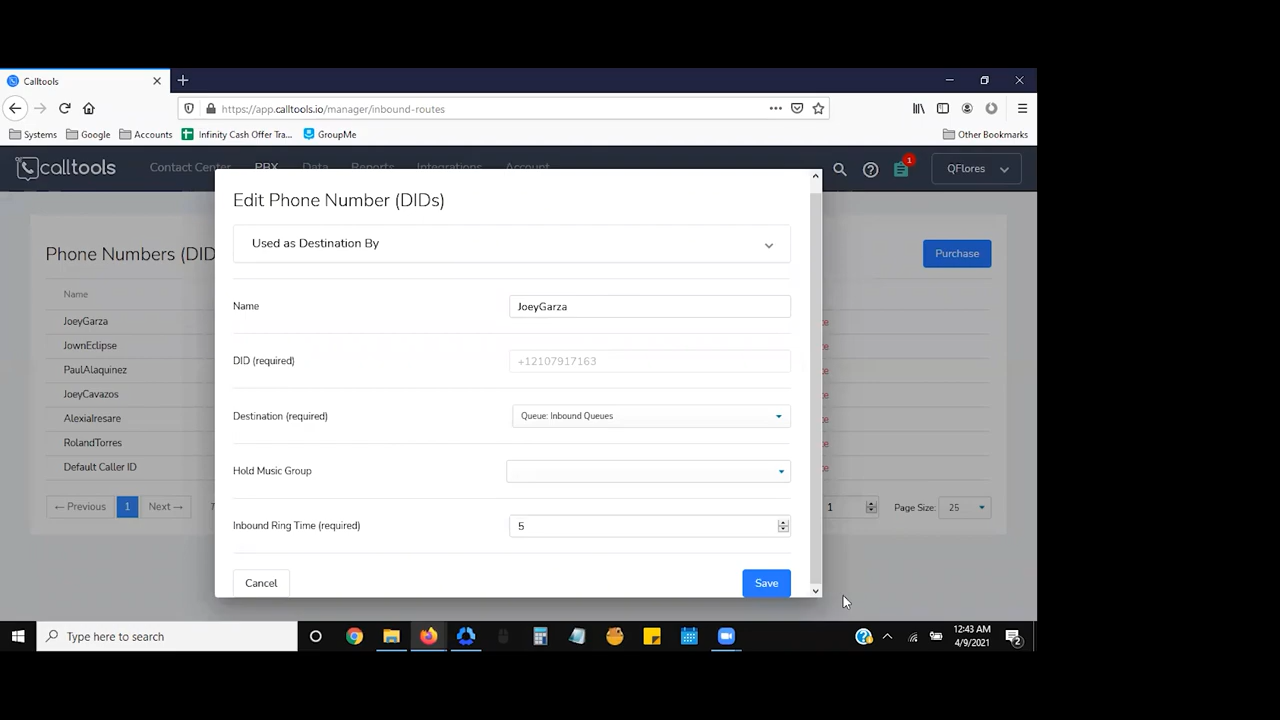 Calltools
https://app.calltools.io/manager/inbound-routes
Systems Google Accounts Infinity Cash Offer Tra... GroupMe Other Bookmarks
calltools Contact Center PBX Data Reports Integrations Account 1 QFlores
Edit Phone Number (DIDs)
Used as Destination By
Phone Numbers (DID
Purchase
Name
Name JoeyGarza
JoeyGarza
JownEclipse
DID (required) +12107917163
PaulAlaquinez
JoeyCavazos
Destination (required) Queue: Inbound Queues
AlexiaIresare
RolandTorres
Default Caller ID
Hold Music Group
← Previous 1 Next → 1 Page Size: 25
Inbound Ring Time (required) 5
Cancel Save
Type here to search
12:43 AM
4/9/2021
2